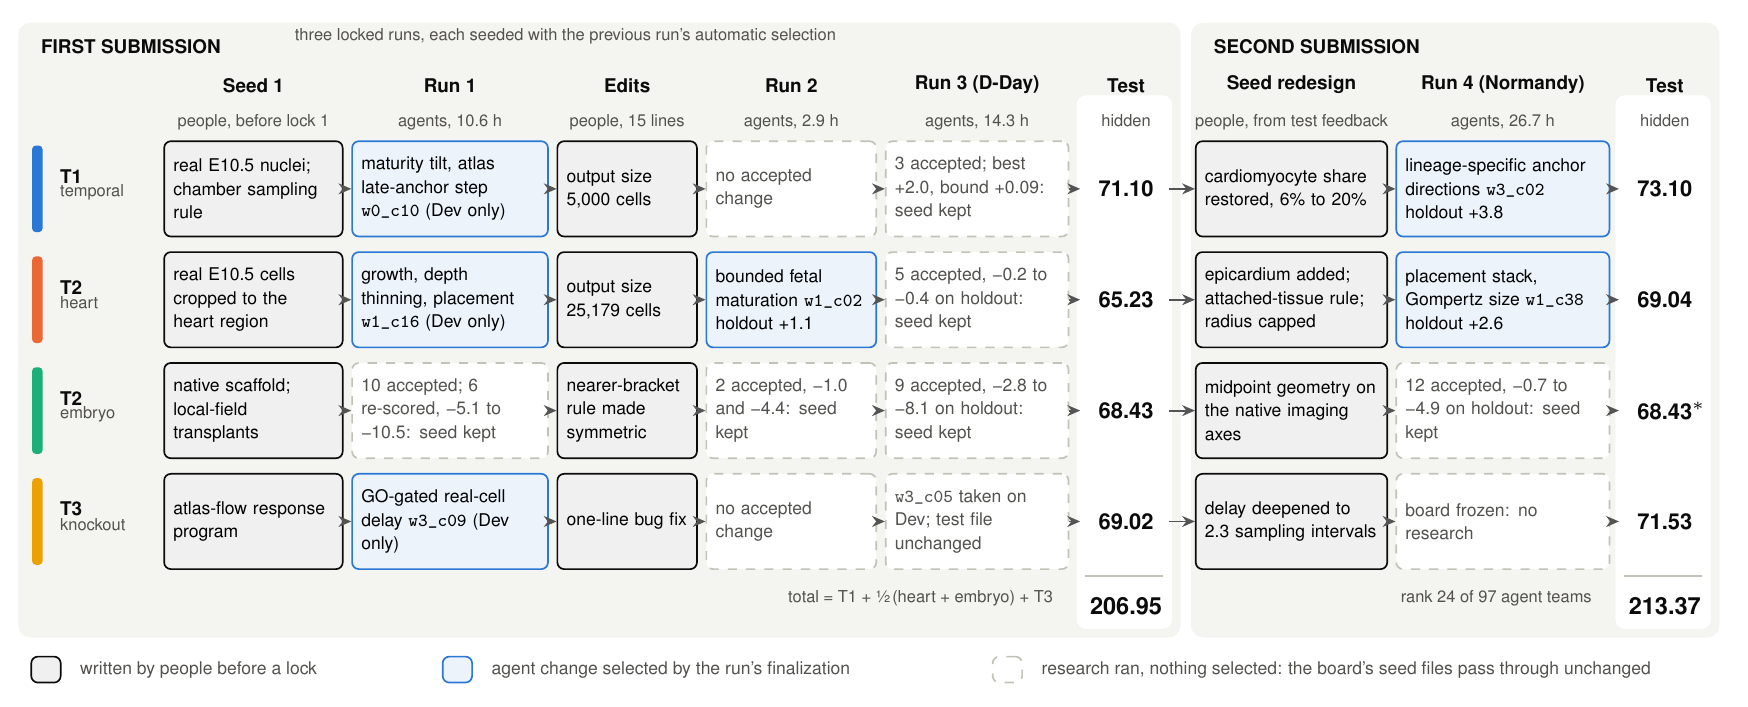 FIRST SUBMISSION
three locked runs, each seeded with the previous run's automatic selection
SECOND SUBMISSION
Seed 1
Run 1
Edits
Run 2
Run 3 (D-Day)
Test
Seed redesign
Run 4 (Normandy)
Test
people, before lock 1
agents, 10.6 h
people, 15 lines
agents, 2.9 h
agents, 14.3 h
hidden
people, from test feedback
agents, 26.7 h
hidden
T1
temporal
real E10.5 nuclei;
chamber sampling
rule
maturity tilt, atlas
late-anchor step
w0_c10 (Dev only)
output size
5,000 cells
no accepted
change
3 accepted; best
+2.0, bound +0.09:
seed kept
71.10
cardiomyocyte share
restored, 6% to 20%
lineage-specific anchor
directions w3_c02
holdout +3.8
73.10
T2
heart
real E10.5 cells
cropped to the
heart region
growth, depth
thinning, placement
w1_c16 (Dev only)
output size
25,179 cells
bounded fetal
maturation w1_c02
holdout +1.1
5 accepted, −0.2 to
−0.4 on holdout:
seed kept
65.23
epicardium added;
attached-tissue rule;
radius capped
placement stack,
Gompertz size w1_c38
holdout +2.6
69.04
T2
embryo
native scaffold;
local-field
transplants
10 accepted; 6
re-scored, −5.1 to
−10.5: seed kept
nearer-bracket
rule made
symmetric
2 accepted, −1.0
and −4.4: seed
kept
9 accepted, −2.8 to
−8.1 on holdout:
seed kept
68.43
midpoint geometry on
the native imaging
axes
12 accepted, −0.7 to
−4.9 on holdout: seed
kept
68.43*
T3
knockout
atlas-flow response
program
GO-gated real-cell
delay w3_c09 (Dev
only)
one-line bug fix
no accepted
change
w3_c05 taken on
Dev; test file
unchanged
69.02
delay deepened to
2.3 sampling intervals
board frozen: no
research
71.53
total = T1 + ½(heart + embryo) + T3
206.95
rank 24 of 97 agent teams
213.37
written by people before a lock
agent change selected by the run's finalization
research ran, nothing selected: the board's seed files pass through unchanged